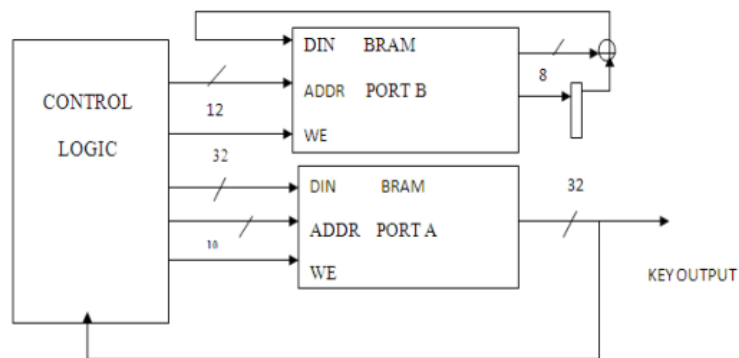 CONTROL
LOGIC
DIN BRAM
ADDR PORT B
WE
12
8
32
DIN BRAM
ADDR PORT A
WE
10
32
KEY OUTPUT